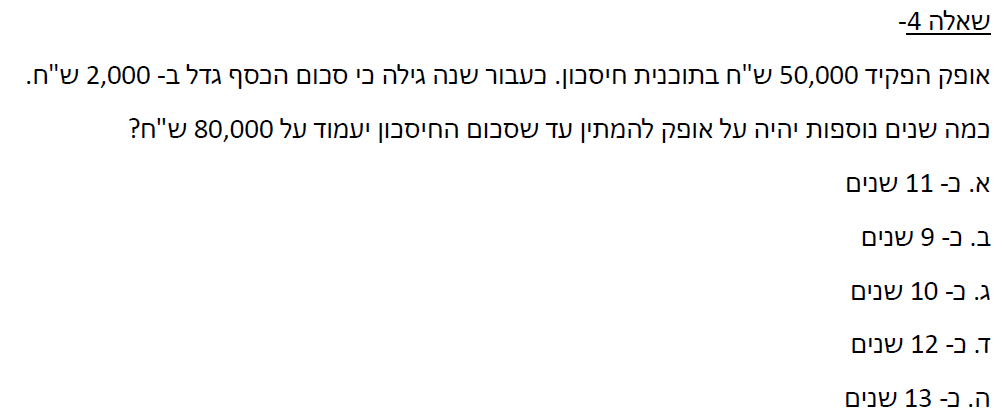 שאלה 4-
אופק הפקיד 50,000 ש"ח בתוכנית חיסכון. כעבור שנה גילה כי סכום הכסף גדל ב- 2,000 ש"ח.
כמה שנים נוספות יהיה על אופק להמתין עד שסכום החיסכון יעמוד על 80,000 ש"ח?
א. כ- 11 שנים
ב. כ- 9 שנים
ג. כ- 10 שנים
ד. כ- 12 שנים
ה. כ- 13 שנים